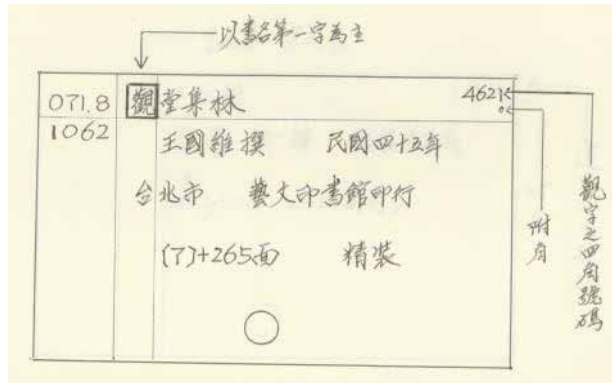 以書名第一字為主
071.8 觀堂集林 4621
1062 王國維撰 民國四十五年
台北市 藝文印書館印行
(7)+265面 精裝
附角
觀字之四角號碼